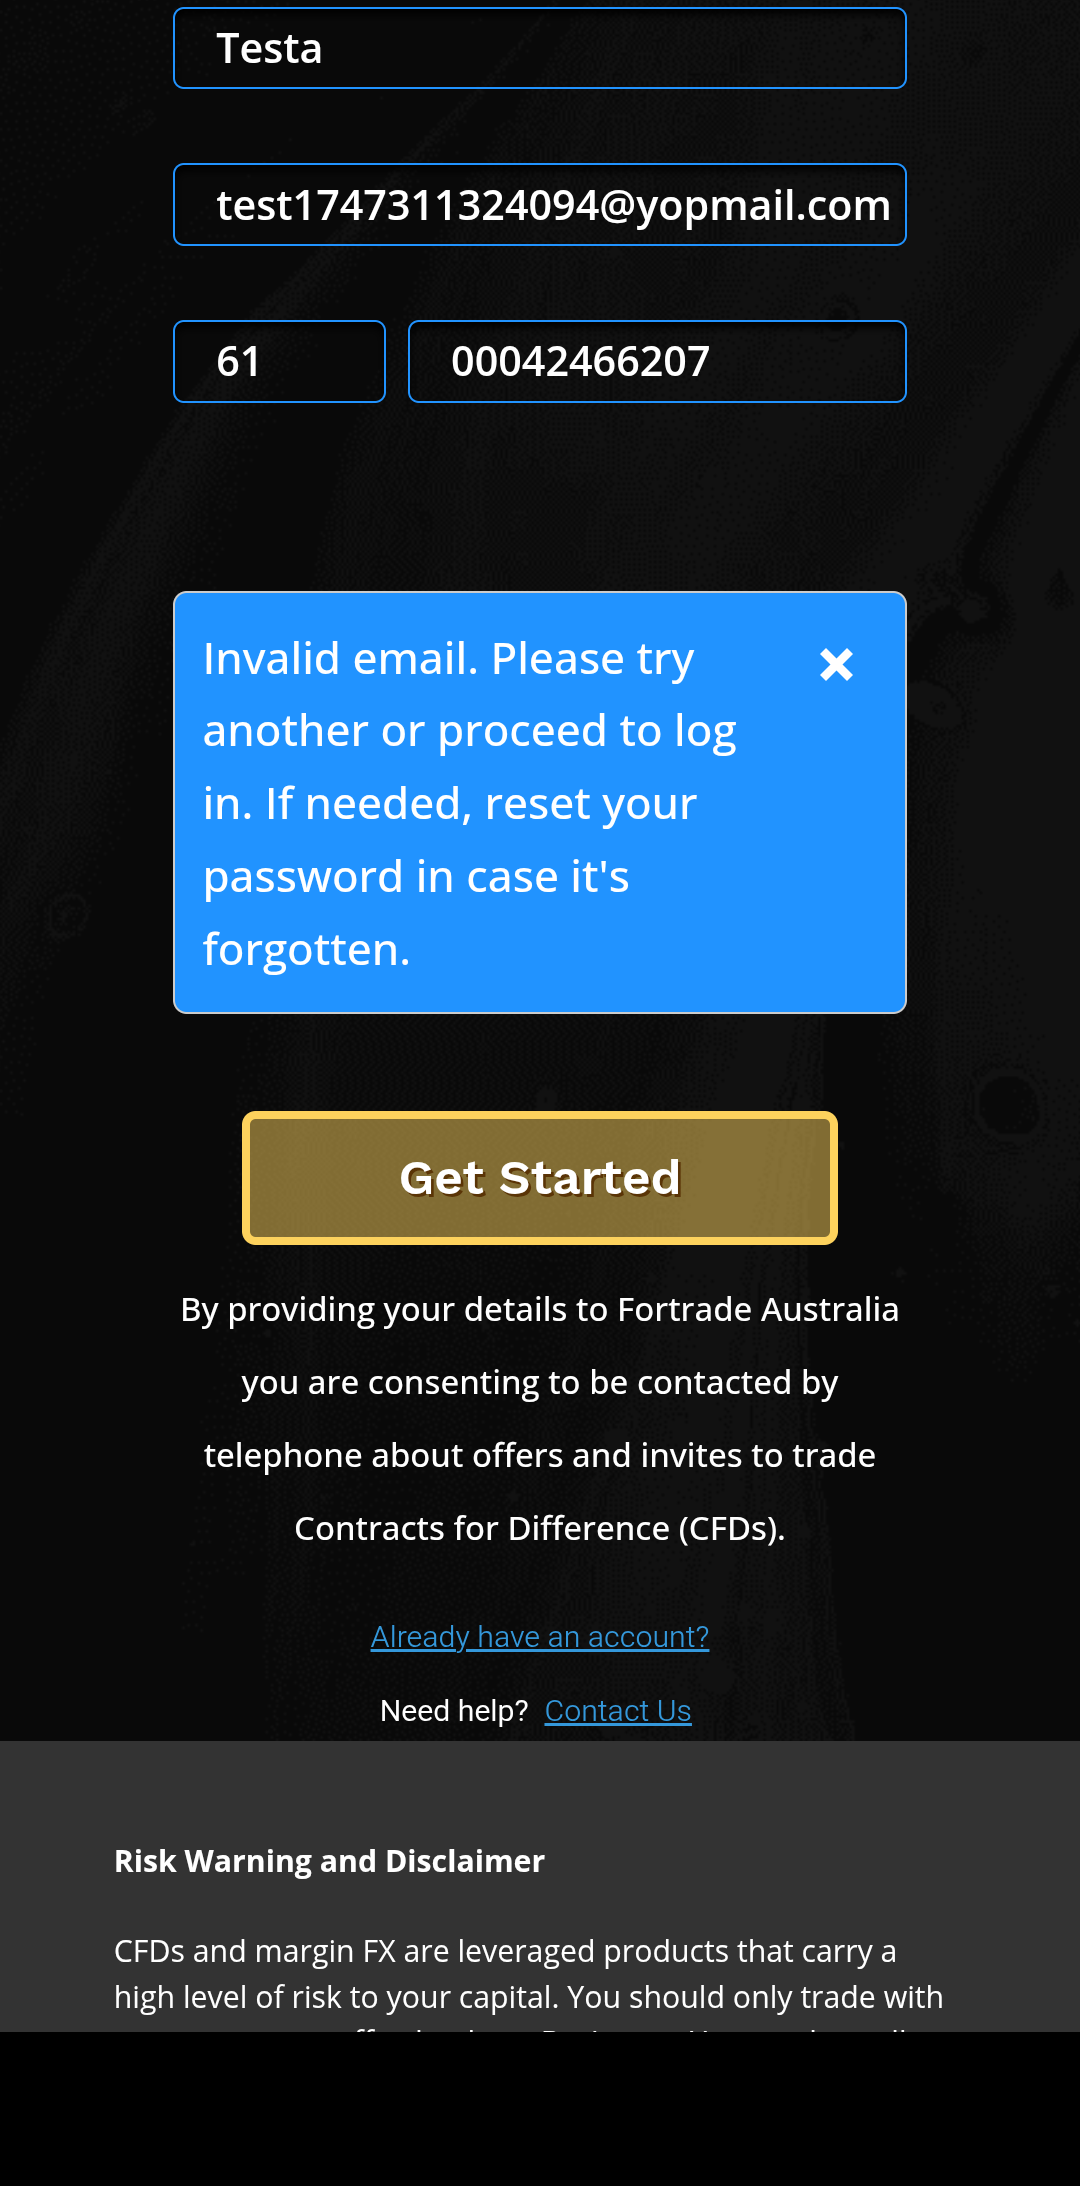 Testa
test1747311324094@yopmail.com
61
00042466207
Invalid email. Please try
another or proceed to log
in. If needed, reset your
password in case it's
forgotten.
Get Started
By providing your details to Fortrade Australia
you are consenting to be contacted by
telephone about offers and invites to trade
Contracts for Difference (CFDs).
Already have an account?
Need help? Contact Us
Risk Warning and Disclaimer
CFDs and margin FX are leveraged products that carry a
high level of risk to your capital. You should only trade with